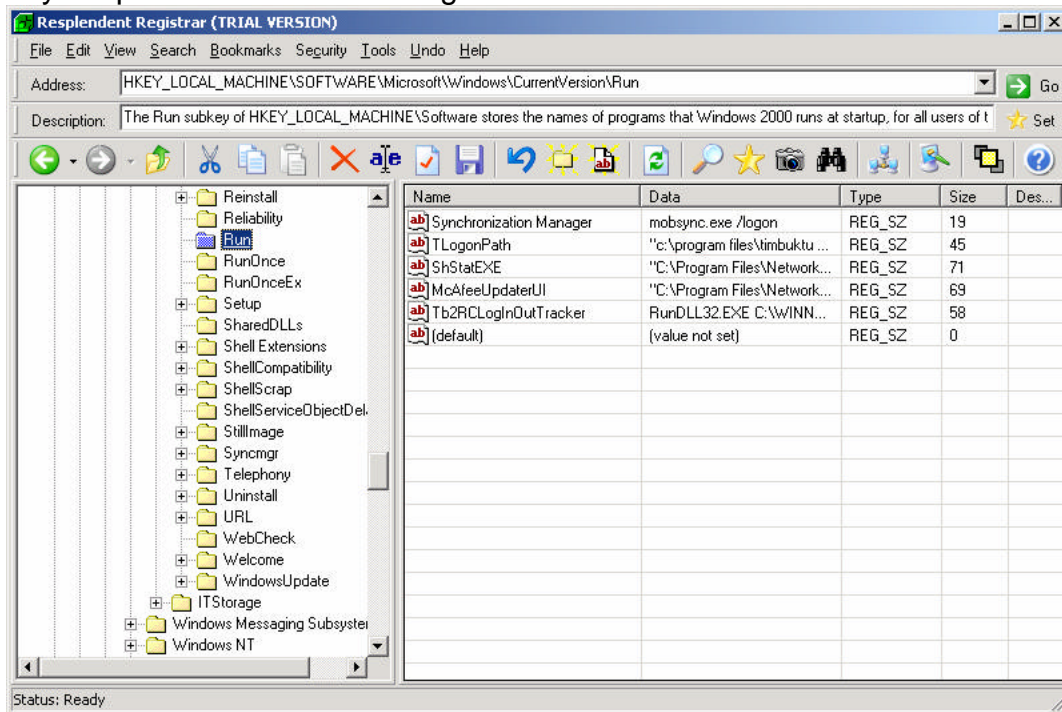 Resplendent Registrar (TRIAL VERSION)
File Edit View Search Bookmarks Security Tools Undo Help
Address: HKEY_LOCAL_MACHINE\SOFTWARE\Microsoft\Windows\CurrentVersion\Run Go
Description: The Run subkey of HKEY_LOCAL_MACHINE\Software stores the names of programs that Windows 2000 runs at startup, for all users of t Set
Reinstall
Reliability
Run
RunOnce
RunOnceEx
Setup
SharedDLLs
Shell Extensions
ShellCompatibility
ShellScrap
ShellServiceObjectDel
StillImage
Syncmgr
Telephony
Uninstall
URL
WebCheck
Welcome
WindowsUpdate
ITStorage
Windows Messaging Subsyster
Windows NT
Name Data Type Size Des...
Synchronization Manager mobsync.exe /logon REG_SZ 19
TLogonPath "c:\program files\timbuktu ... REG_SZ 45
ShStatEXE "C:\Program Files\Network... REG_SZ 71
McAfeeUpdaterUI "C:\Program Files\Network... REG_SZ 69
Tb2RCLogInOutTracker RunDLL32.EXE C:\WINN... REG_SZ 58
(default) (value not set) REG_SZ 0
Status: Ready